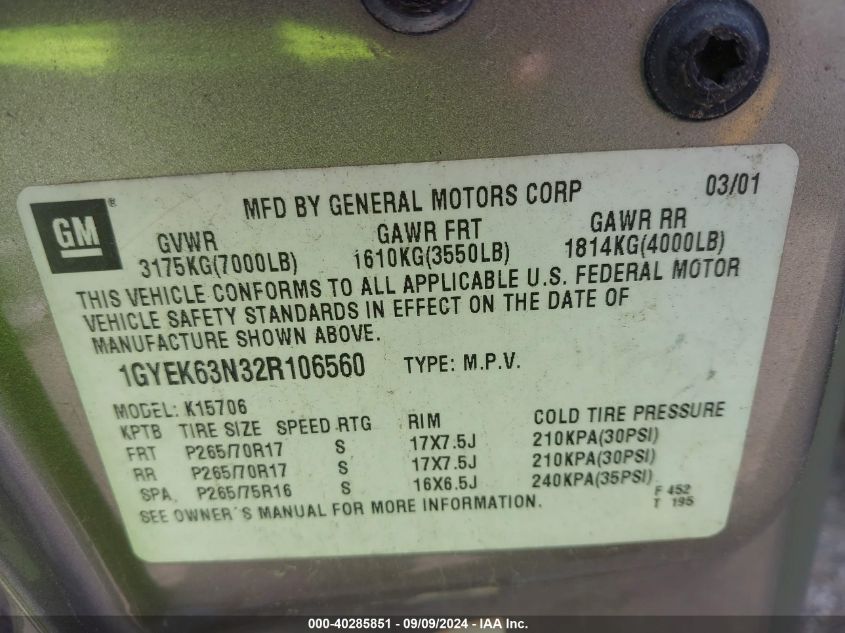 MFD BY GENERAL MOTORS CORP 03/01
GM®
GVWR GAWR FRT GAWR RR
3175KG(7000LB) 1610KG(3550LB) 1814KG(4000LB)
THIS VEHICLE CONFORMS TO ALL APPLICABLE U.S. FEDERAL MOTOR
VEHICLE SAFETY STANDARDS IN EFFECT ON THE DATE OF
MANUFACTURE SHOWN ABOVE.
1GYEK63N32R106560 TYPE: M.P.V.
MODEL: K15706
KPTB TIRE SIZE SPEED RTG RIM COLD TIRE PRESSURE
FRT P265/70R17 S 17X7.5J 210KPA(30PSI)
RR P265/70R17 S 17X7.5J 210KPA(30PSI)
SPA P265/75R16 S 16X6.5J 240KPA(35PSI)
SEE OWNER'S MANUAL FOR MORE INFORMATION.
F 452
T 195
000-40285851 / 09/09/2024 — IAA Inc.